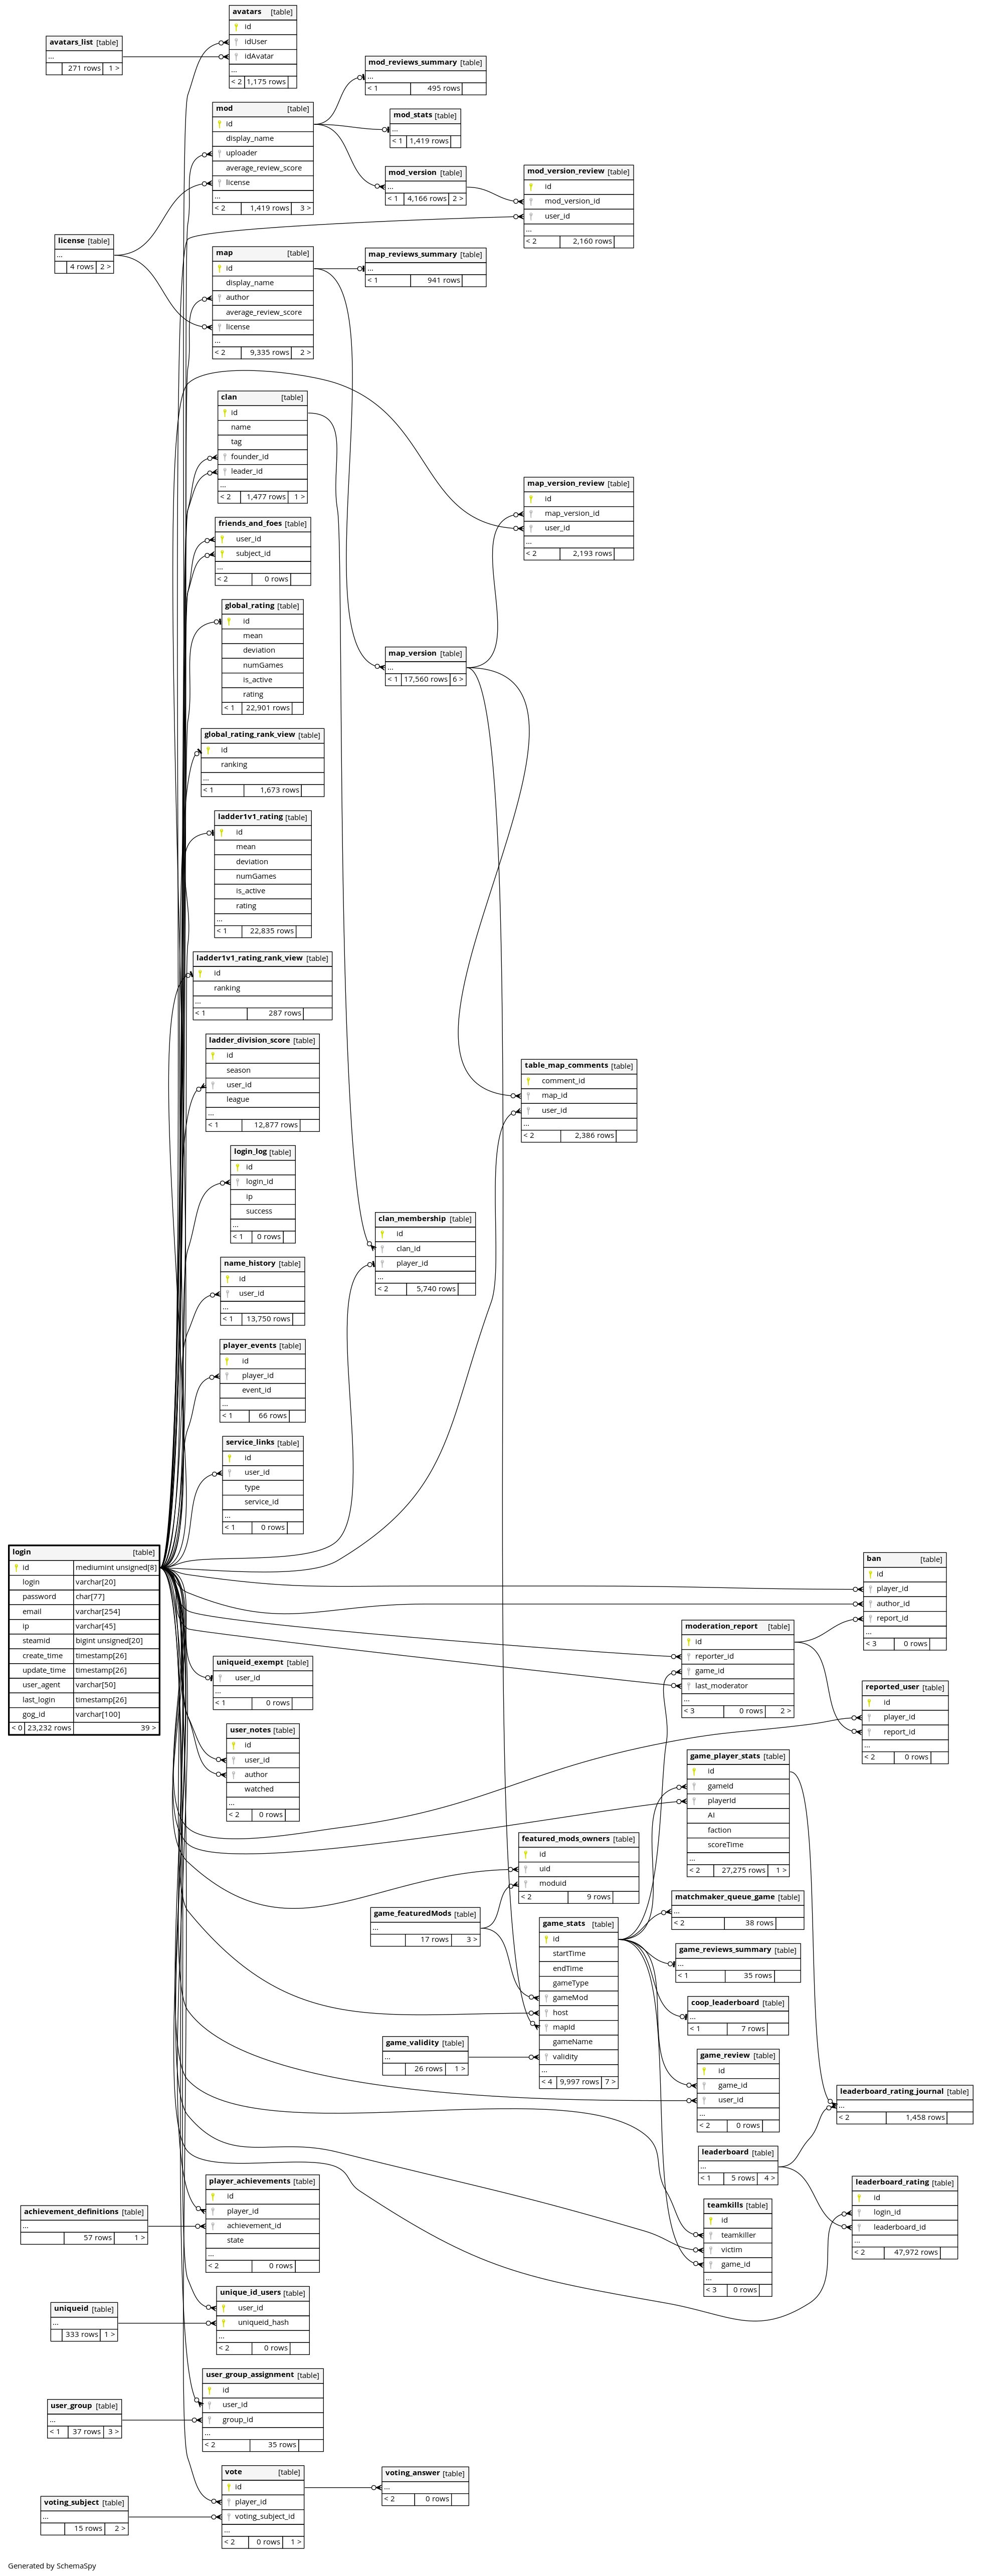 avatars [table]
id
idUser
idAvatar
...
< 2 1,175 rows
avatars_list [table]
...
271 rows 1 >
mod_reviews_summary [table]
...
< 1 495 rows
mod [table]
id
display_name
uploader
average_review_score
license
...
< 2 1,419 rows 3 >
mod_stats [table]
...
< 1 1,419 rows
mod_version [table]
...
< 1 4,166 rows 2 >
mod_version_review [table]
id
mod_version_id
user_id
...
< 2 2,160 rows
license [table]
...
4 rows 2 >
map [table]
id
display_name
author
average_review_score
license
...
< 2 9,335 rows 2 >
map_reviews_summary [table]
...
< 1 941 rows
clan [table]
id
name
tag
founder_id
leader_id
...
< 2 1,477 rows 1 >
map_version_review [table]
id
map_version_id
user_id
...
< 2 2,193 rows
friends_and_foes [table]
user_id
subject_id
...
< 2 0 rows
global_rating [table]
id
mean
deviation
numGames
is_active
rating
< 1 22,901 rows
map_version [table]
...
< 1 17,560 rows 6 >
global_rating_rank_view [table]
id
ranking
...
< 1 1,673 rows
ladder1v1_rating [table]
id
mean
deviation
numGames
is_active
rating
...
< 1 22,835 rows
ladder1v1_rating_rank_view [table]
id
ranking
...
< 1 287 rows
ladder_division_score [table]
id
season
user_id
league
...
< 1 12,877 rows
table_map_comments [table]
comment_id
map_id
user_id
...
< 2 2,386 rows
login_log [table]
id
login_id
ip
success
...
< 1 0 rows
clan_membership [table]
id
clan_id
player_id
...
< 2 5,740 rows
name_history [table]
id
user_id
...
< 1 13,750 rows
player_events [table]
id
player_id
event_id
...
< 1 66 rows
service_links [table]
id
user_id
type
service_id
...
< 1 0 rows
login [table]
id mediumint unsigned[8]
login varchar[20]
password char[77]
email varchar[254]
ip varchar[45]
steamid bigint unsigned[20]
create_time timestamp[26]
update_time timestamp[26]
user_agent varchar[50]
last_login timestamp[26]
gog_id varchar[100]
< 0 23,232 rows 39 >
ban [table]
id
player_id
author_id
report_id
...
< 3 0 rows
moderation_report [table]
id
reporter_id
game_id
last_moderator
...
< 3 0 rows 2 >
uniqueid_exempt [table]
user_id
...
< 1 0 rows
reported_user [table]
id
player_id
report_id
...
< 2 0 rows
user_notes [table]
id
user_id
author
watched
...
< 2 0 rows
game_player_stats [table]
id
gameId
playerId
AI
faction
scoreTime
...
< 2 27,275 rows 1 >
featured_mods_owners [table]
id
uid
moduid
< 2 9 rows
matchmaker_queue_game [table]
...
< 2 38 rows
game_featuredMods [table]
...
17 rows 3 >
game_stats [table]
id
startTime
endTime
gameType
gameMod
host
mapId
gameName
validity
...
< 4 9,997 rows 7 >
game_reviews_summary [table]
...
< 1 35 rows
coop_leaderboard [table]
...
< 1 7 rows
game_validity [table]
...
26 rows 1 >
game_review [table]
id
game_id
user_id
...
< 2 0 rows
leaderboard_rating_journal [table]
...
< 2 1,458 rows
leaderboard [table]
...
< 1 5 rows 4 >
leaderboard_rating [table]
id
login_id
leaderboard_id
...
< 2 47,972 rows
player_achievements [table]
id
player_id
achievement_id
state
...
< 2 0 rows
achievement_definitions [table]
...
57 rows 1 >
teamkills [table]
id
teamkiller
victim
game_id
...
< 3 0 rows
unique_id_users [table]
user_id
uniqueid_hash
...
< 2 0 rows
uniqueid [table]
...
333 rows 1 >
user_group_assignment [table]
id
user_id
group_id
...
< 2 35 rows
user_group [table]
...
< 1 37 rows 3 >
vote [table]
id
player_id
voting_subject_id
...
< 2 0 rows 1 >
voting_answer [table]
...
< 2 0 rows
voting_subject [table]
...
15 rows 2 >
Generated by SchemaSpy